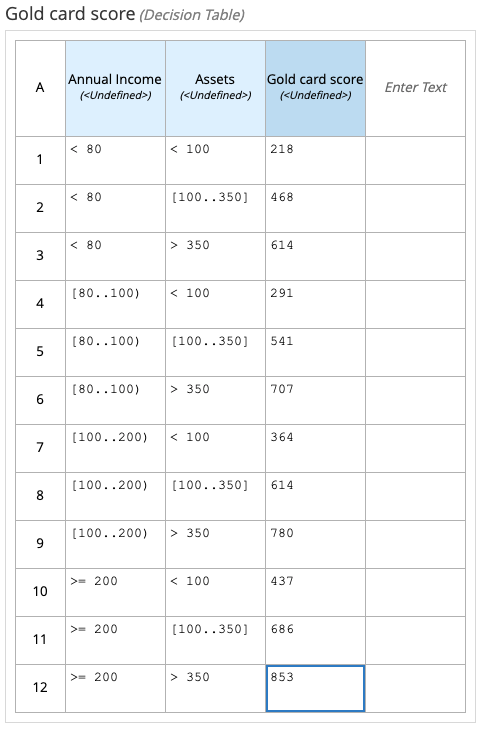 Gold card score (Decision Table)
A Annual Income (<Undefined>) Assets (<Undefined>) Gold card score (<Undefined>) Enter Text
1 < 80 < 100 218
2 < 80 [100..350] 468
3 < 80 > 350 614
4 [80..100) < 100 291
5 [80..100) [100..350] 541
6 [80..100) > 350 707
7 [100..200) < 100 364
8 [100..200) [100..350] 614
9 [100..200) > 350 780
10 >= 200 < 100 437
11 >= 200 [100..350] 686
12 >= 200 > 350 853